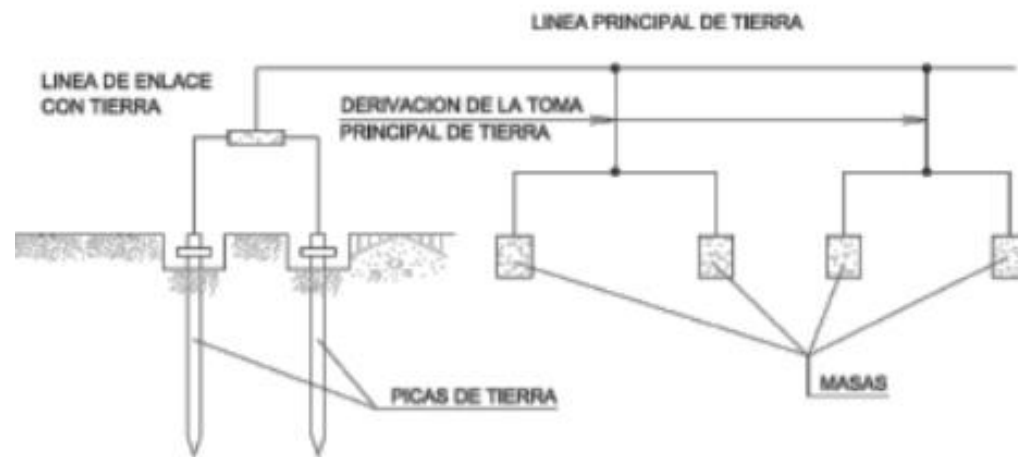 LINEA PRINCIPAL DE TIERRA
LINEA DE ENLACE
CON TIERRA
DERIVACION DE LA TOMA
PRINCIPAL DE TIERRA
PICAS DE TIERRA
MASAS